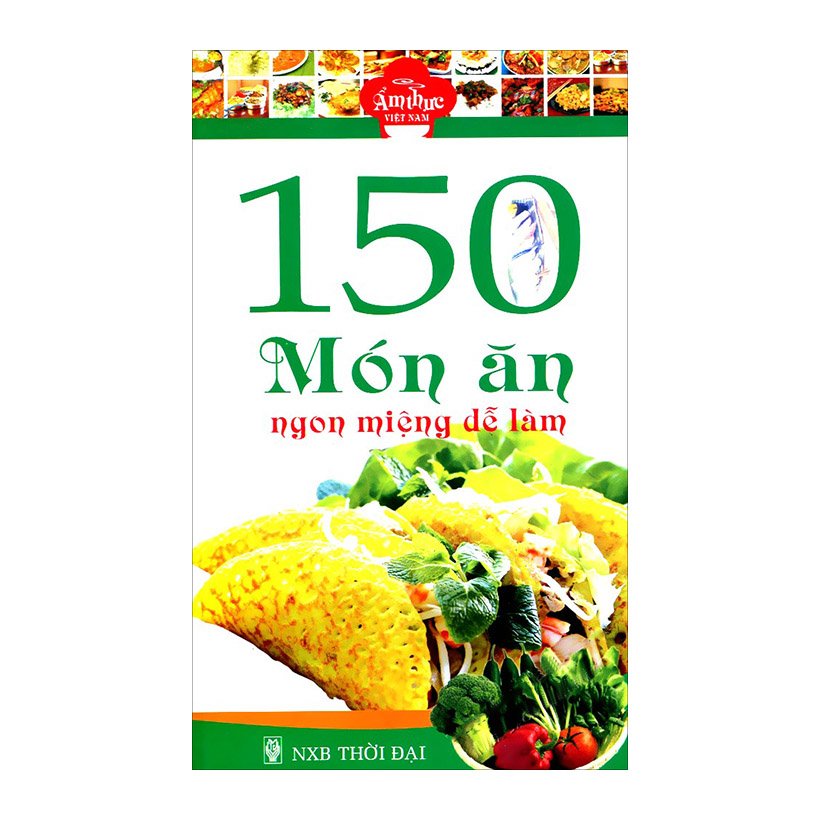 Ẩm thực
VIỆT NAM
150
Món ăn
ngon miệng dễ làm
NXB THỜI ĐẠI